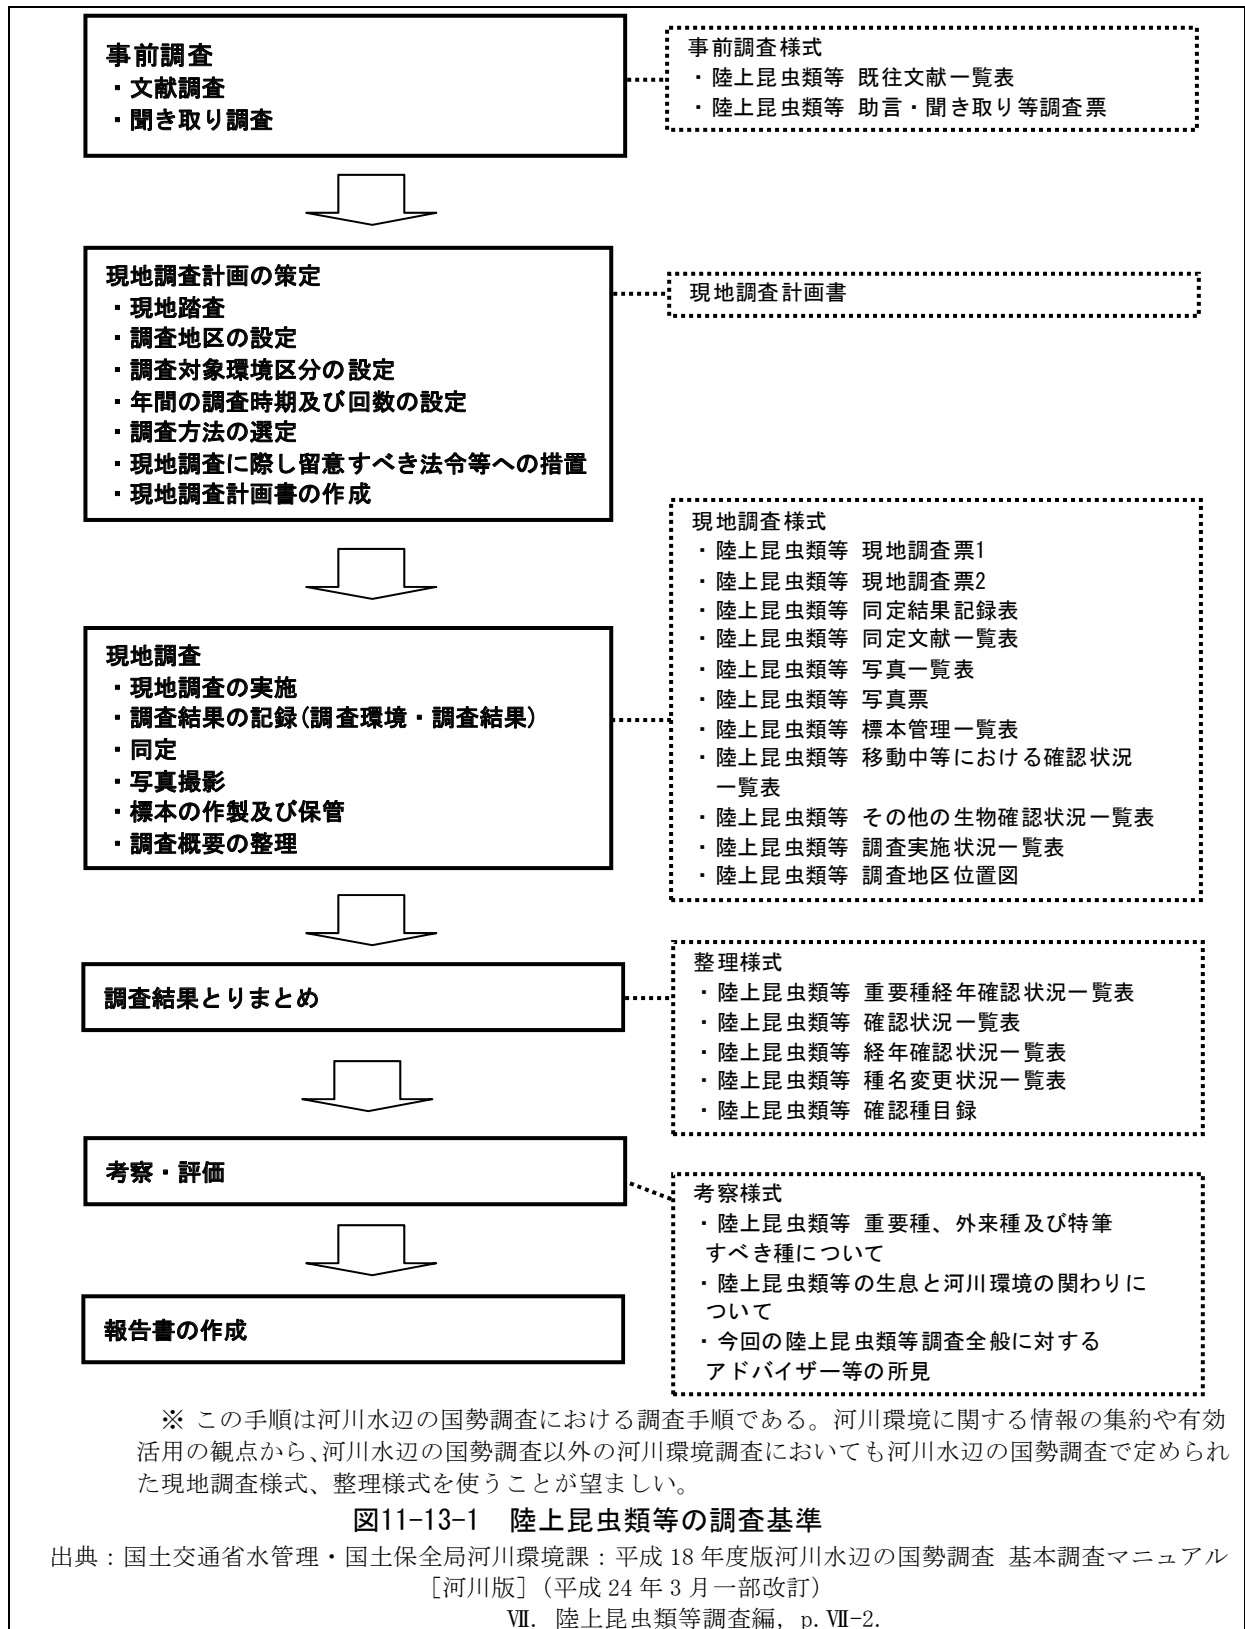 事前調査
・文献調査
・聞き取り調査
事前調査様式
・陸上昆虫類等 既往文献一覧表
・陸上昆虫類等 助言・聞き取り等調査票
現地調査計画の策定
・現地踏査
・調査地区の設定
・調査対象環境区分の設定
・年間の調査時期及び回数の設定
・調査方法の選定
・現地調査に際し留意すべき法令等への措置
・現地調査計画書の作成
現地調査計画書
現地調査
・現地調査の実施
・調査結果の記録(調査環境・調査結果)
・同定
・写真撮影
・標本の作製及び保管
・調査概要の整理
現地調査様式
・陸上昆虫類等 現地調査票1
・陸上昆虫類等 現地調査票2
・陸上昆虫類等 同定結果記録表
・陸上昆虫類等 同定文献一覧表
・陸上昆虫類等 写真一覧表
・陸上昆虫類等 写真票
・陸上昆虫類等 標本管理一覧表
・陸上昆虫類等 移動中等における確認状況
一覧表
・陸上昆虫類等 その他の生物確認状況一覧表
・陸上昆虫類等 調査実施状況一覧表
・陸上昆虫類等 調査地区位置図
調査結果とりまとめ
整理様式
・陸上昆虫類等 重要種経年確認状況一覧表
・陸上昆虫類等 確認状況一覧表
・陸上昆虫類等 経年確認状況一覧表
・陸上昆虫類等 種名変更状況一覧表
・陸上昆虫類等 確認種目録
考察・評価
考察様式
・陸上昆虫類等 重要種、外来種及び特筆
すべき種について
・陸上昆虫類等の生息と河川環境の関わりに
ついて
・今回の陸上昆虫類等調査全般に対する
アドバイザー等の所見
報告書の作成
※ この手順は河川水辺の国勢調査における調査手順である。河川環境に関する情報の集約や有効
活用の観点から、河川水辺の国勢調査以外の河川環境調査においても河川水辺の国勢調査で定められ
た現地調査様式、整理様式を使うことが望ましい。
図11-13-1 陸上昆虫類等の調査基準
出典：国土交通省水管理・国土保全局河川環境課：平成 18 年度版河川水辺の国勢調査 基本調査マニュアル
［河川版］（平成 24 年 3 月一部改訂）
Ⅶ. 陸上昆虫類等調査編, p.Ⅶ-2.